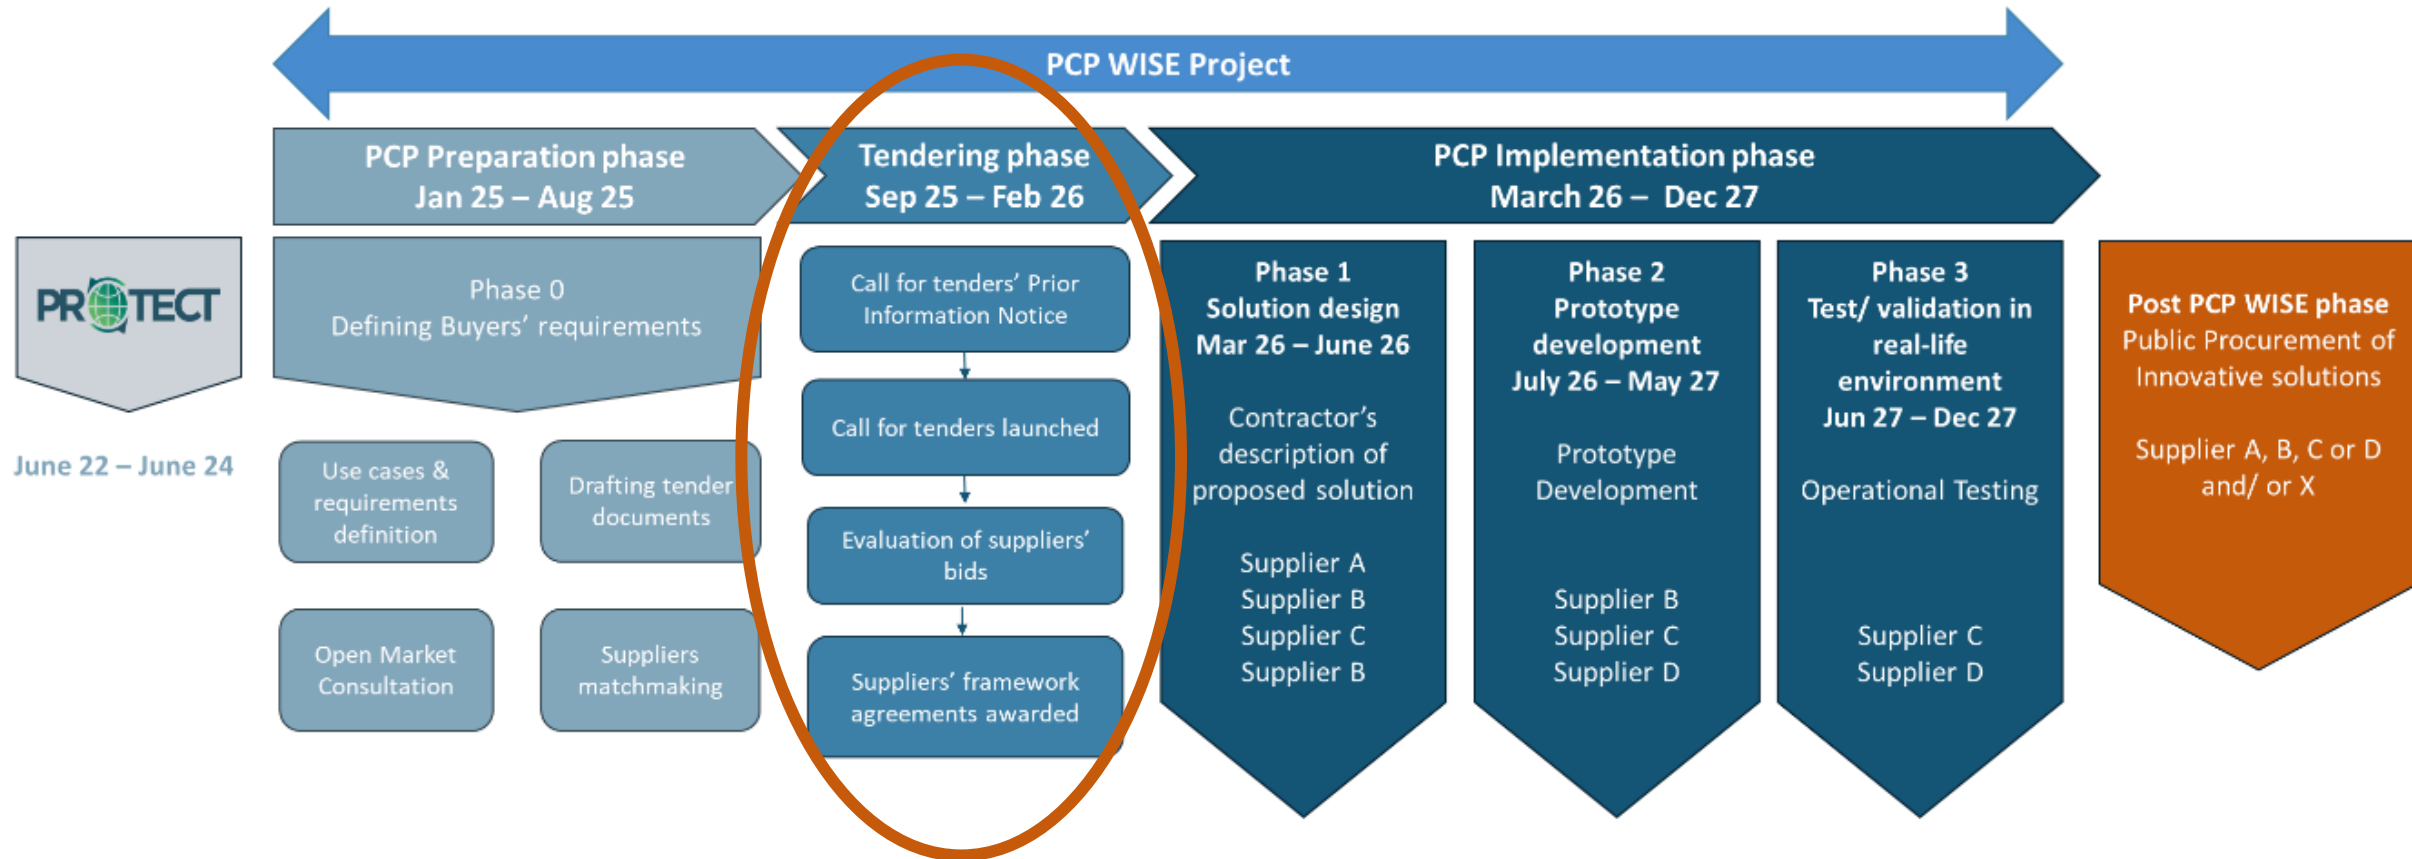 PCP WISE Project
PCP Preparation phase
Jan 25 – Aug 25
Tendering phase
Sep 25 – Feb 26
PCP Implementation phase
March 26 – Dec 27
PROTECT
June 22 – June 24
Phase 0
Defining Buyers’ requirements
Use cases &
requirements
definition
Drafting tender
documents
Open Market
Consultation
Suppliers
matchmaking
Call for tenders’ Prior
Information Notice
Call for tenders launched
Evaluation of suppliers’
bids
Suppliers’ framework
agreements awarded
Phase 1
Solution design
Mar 26 – June 26
Contractor’s
description of
proposed solution
Supplier A
Supplier B
Supplier C
Supplier B
Phase 2
Prototype
development
July 26 – May 27
Prototype
Development
Supplier B
Supplier C
Supplier D
Phase 3
Test/ validation in
real-life
environment
Jun 27 – Dec 27
Operational Testing
Supplier C
Supplier D
Post PCP WISE phase
Public Procurement of
Innovative solutions
Supplier A, B, C or D
and/ or X